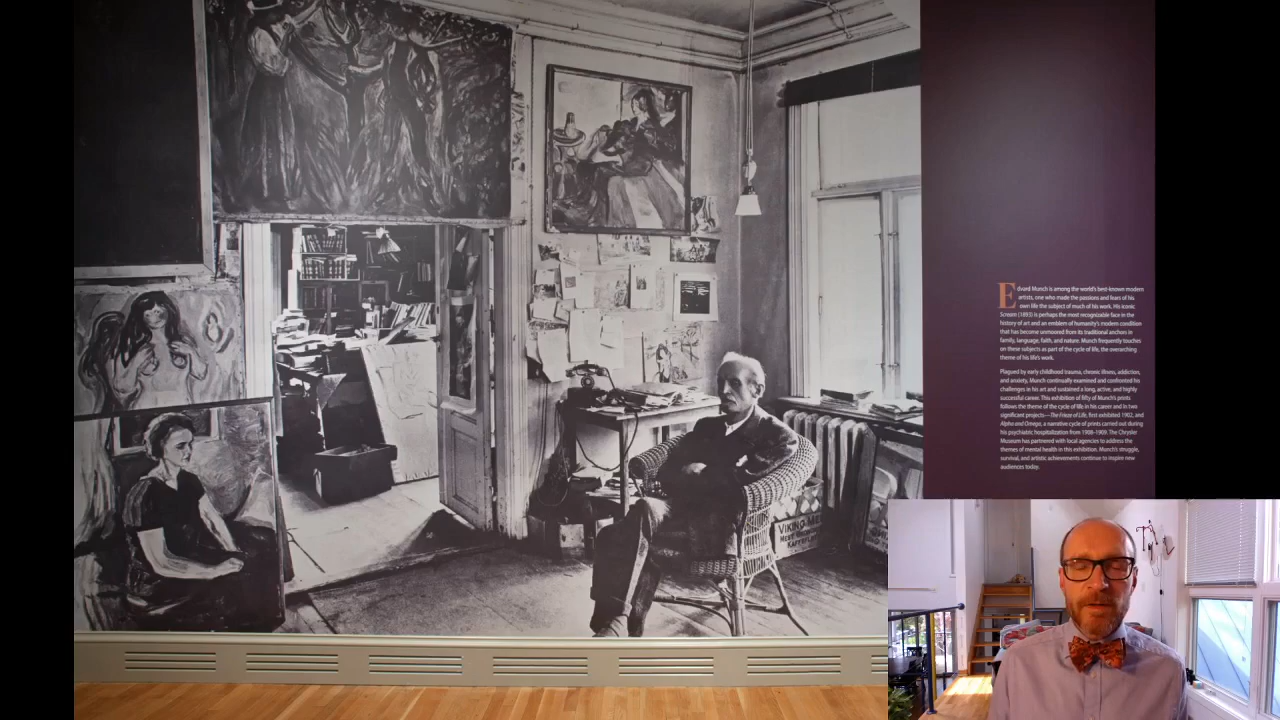 Edvard Munch is among the world's best-known modern
artists, one who made the passions and fears of his
own life the subject of much of his work. His iconic
Scream (1893) is perhaps the most recognizable face in the
history of art and an emblem of humanity's modern condition
that has become unmoored from its traditional anchors in
family, language, faith, and nature. Munch frequently touches
on these subjects as part of the cycle of life, the overarching
theme of his life's work.
Plagued by early childhood trauma, chronic illness, addiction,
and anxiety, Munch continually examined and confronted his
challenges in his art and sustained a long, active, and highly
successful career. This exhibition of fifty of Munch's prints
follows the theme of the cycle of life in his career and in two
significant projects—The Frieze of Life, first exhibited 1902, and
Alpha and Omega, a narrative cycle of prints carried out during
his psychiatric hospitalization from 1908–1909. The Chrysler
Museum has partnered with local agencies to address the
themes of mental health in this exhibition. Munch's struggle,
survival, and artistic achievements continue to inspire new
audiences today.
VIKING-MELK